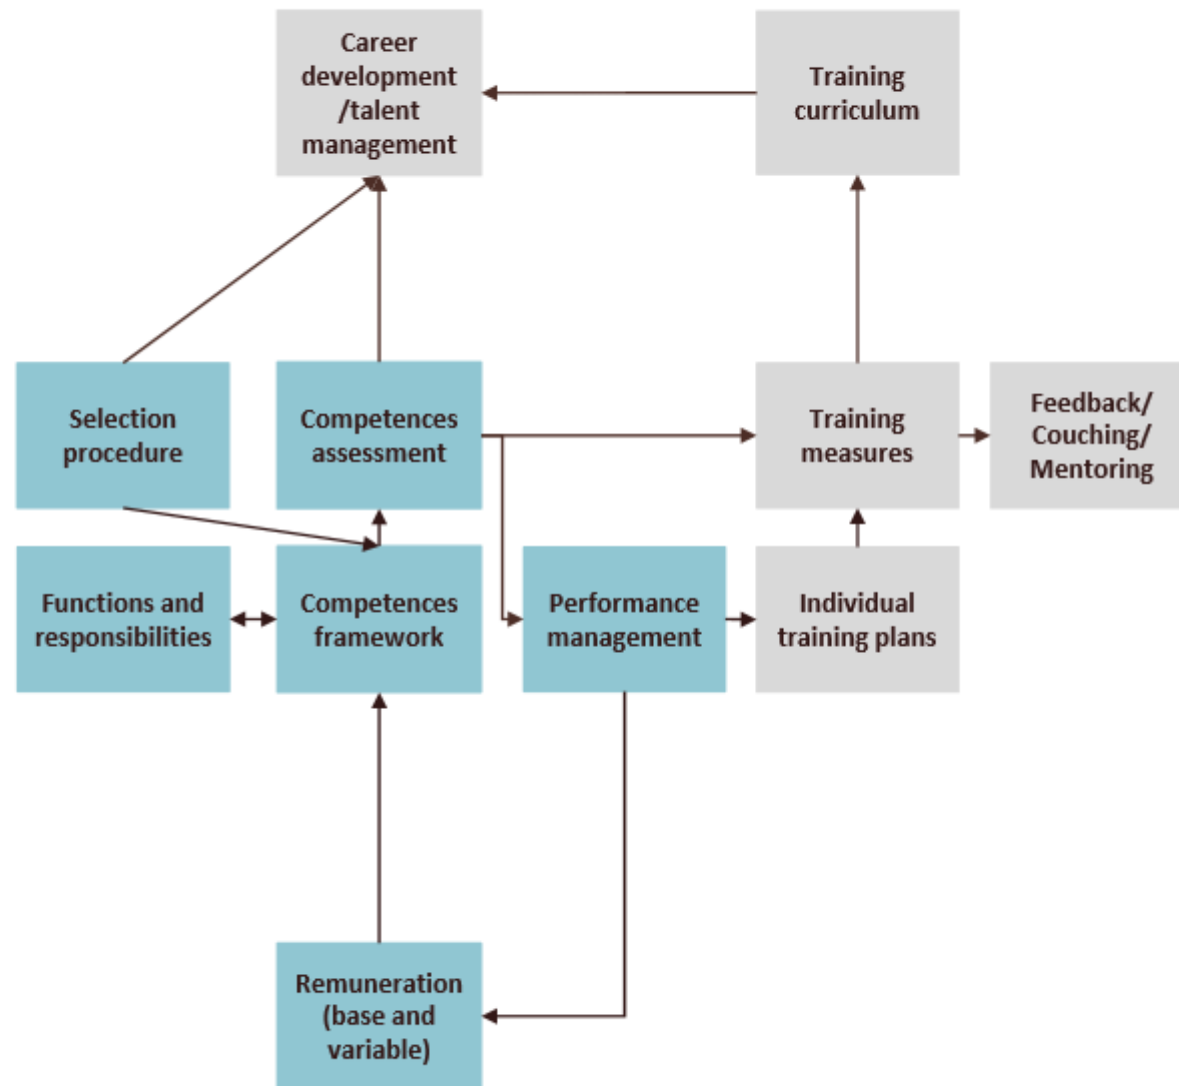 Career
development
/talent
management
Training
curriculum
Selection
procedure
Competences
assessment
Training
measures
Feedback/
Couching/
Mentoring
Functions and
responsibilities
Competences
framework
Performance
management
Individual
training plans
Remuneration
(base and
variable)